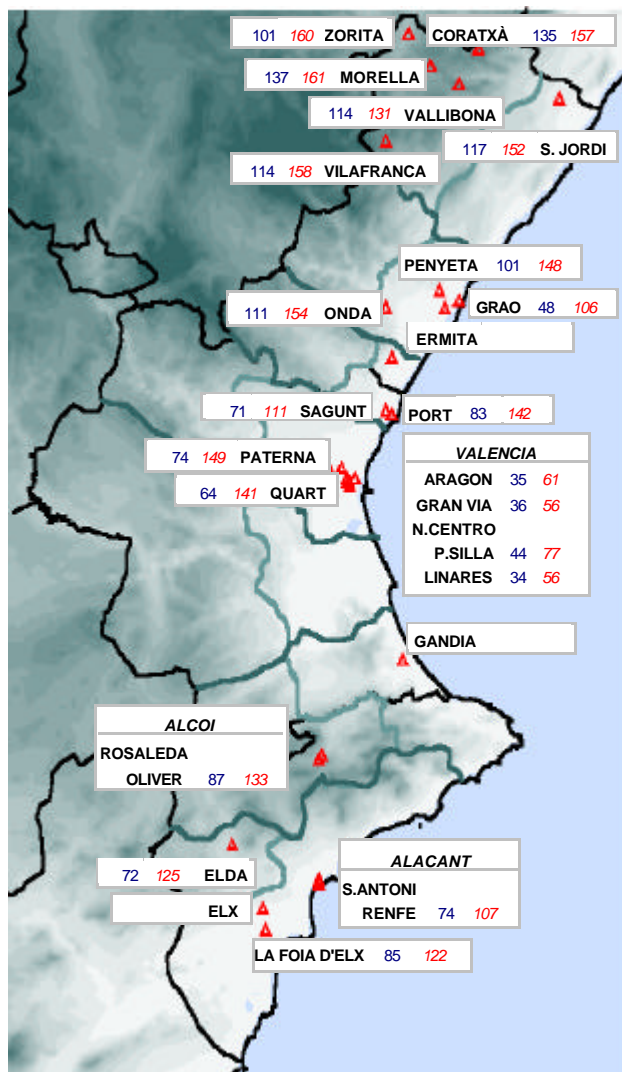 101 160 ZORITA
CORATXÀ 135 157
137 161 MORELLA
114 131 VALLIBONA
117 152 S. JORDI
114 158 VILAFRANCA
PENYETA 101 148
GRAO 48 106
111 154 ONDA
ERMITA
71 111 SAGUNT
PORT 83 142
74 149 PATERNA
64 141 QUART
VALENCIA
ARAGON 35 61
GRAN VIA 36 56
N.CENTRO
P.SILLA 44 77
LINARES 34 56
GANDIA
ALCOI
ROSALEDA
OLIVER 87 133
72 125 ELDA
ELX
ALACANT
S.ANTONI
RENFE 74 107
LA FOIA D'ELX 85 122